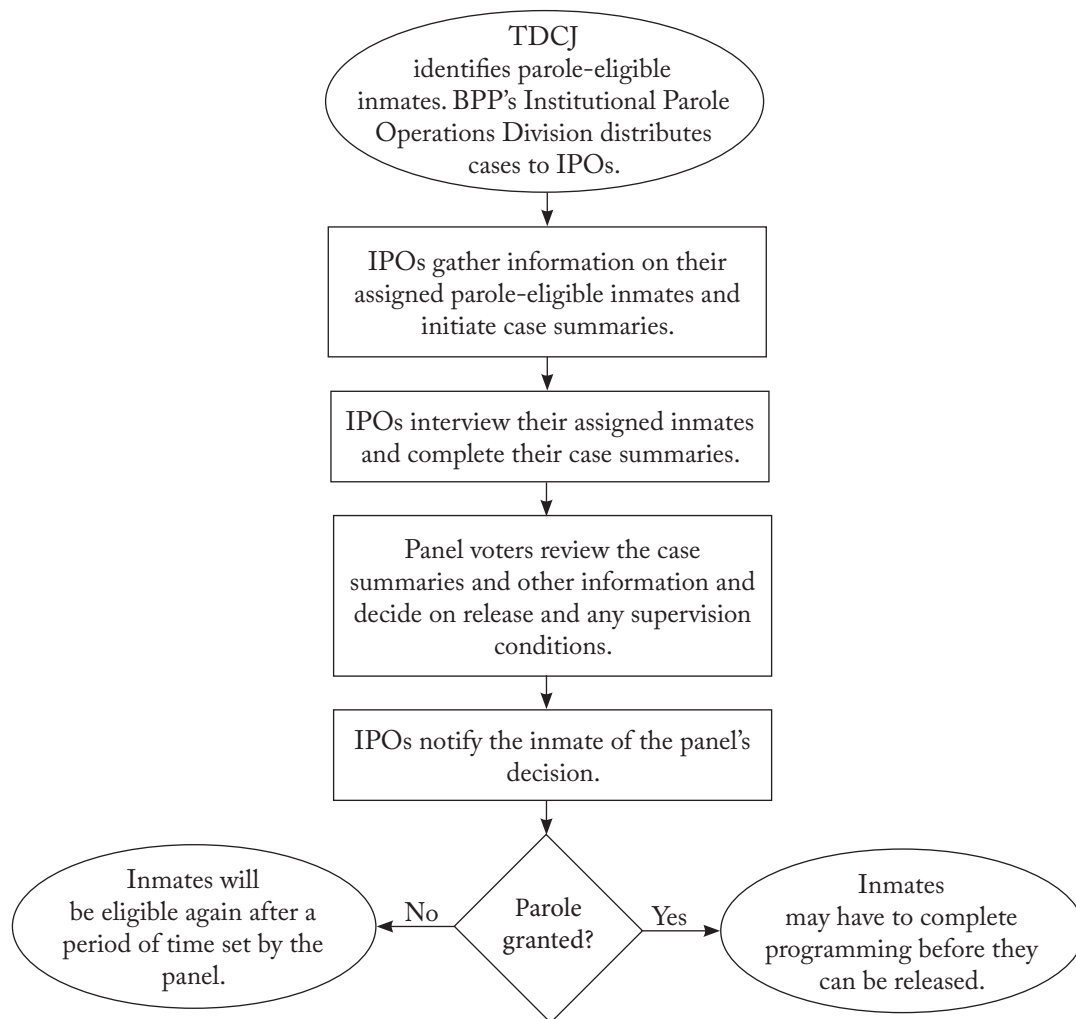 TDCJ
identifies parole-eligible
inmates. BPP’s Institutional Parole
Operations Division distributes
cases to IPOs.
IPOs gather information on their
assigned parole-eligible inmates and
initiate case summaries.
IPOs interview their assigned inmates
and complete their case summaries.
Panel voters review the case
summaries and other information and
decide on release and any supervision
conditions.
IPOs notify the inmate of the panel’s
decision.
Parole
granted?
No
Yes
Inmates will
be eligible again after a
period of time set by the
panel.
Inmates
may have to complete
programming before they
can be released.